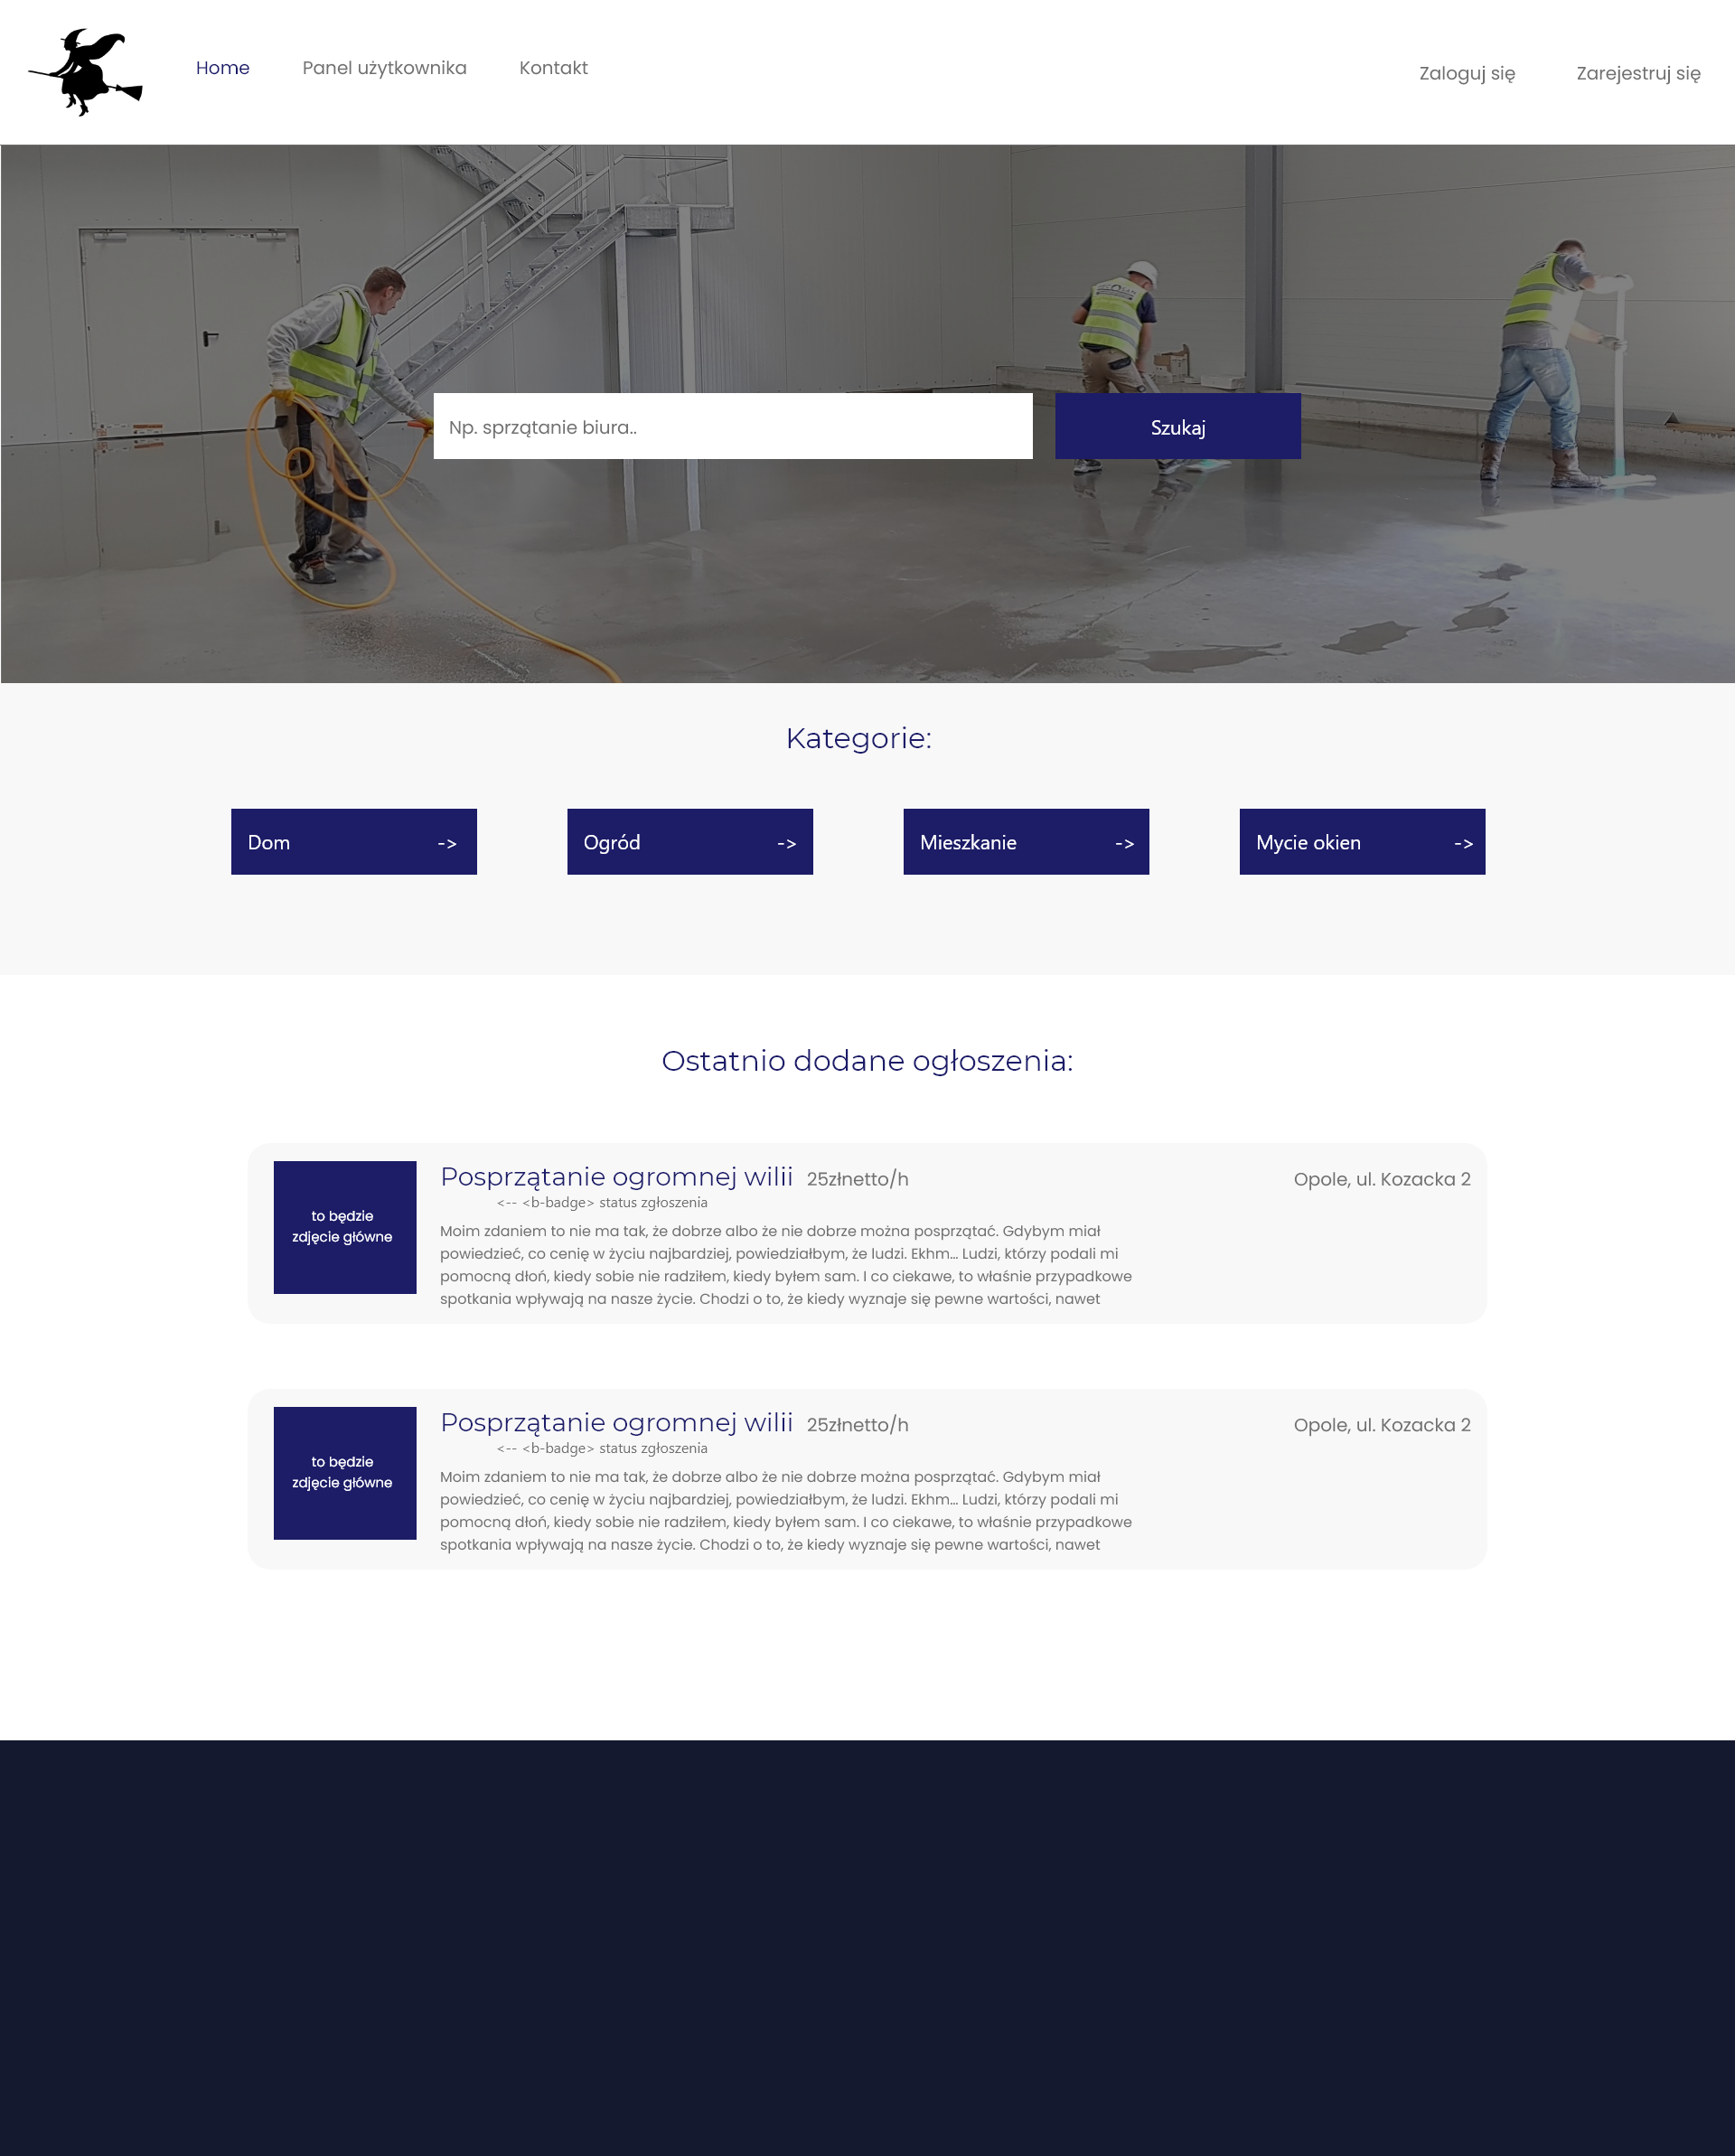 Home Panel użytkownika Kontakt Zaloguj się Zarejestruj się
Np. sprzątanie biura.. Szukaj
Kategorie:
Dom -> Ogród -> Mieszkanie -> Mycie okien ->
Ostatnio dodane ogłoszenia:
to będzie
zdjęcie główne
Posprzątanie ogromnej wilii 25złnetto/h Opole, ul. Kozacka 2
<-- <b-badge> status zgłoszenia
Moim zdaniem to nie ma tak, że dobrze albo że nie dobrze można posprzątać. Gdybym miał
powiedzieć, co cenię w życiu najbardziej, powiedziałbym, że ludzi. Ekhm... Ludzi, którzy podali mi
pomocną dłoń, kiedy sobie nie radziłem, kiedy byłem sam. I co ciekawe, to właśnie przypadkowe
spotkania wpływają na nasze życie. Chodzi o to, że kiedy wyznaje się pewne wartości, nawet
to będzie
zdjęcie główne
Posprzątanie ogromnej wilii 25złnetto/h Opole, ul. Kozacka 2
<-- <b-badge> status zgłoszenia
Moim zdaniem to nie ma tak, że dobrze albo że nie dobrze można posprzątać. Gdybym miał
powiedzieć, co cenię w życiu najbardziej, powiedziałbym, że ludzi. Ekhm... Ludzi, którzy podali mi
pomocną dłoń, kiedy sobie nie radziłem, kiedy byłem sam. I co ciekawe, to właśnie przypadkowe
spotkania wpływają na nasze życie. Chodzi o to, że kiedy wyznaje się pewne wartości, nawet